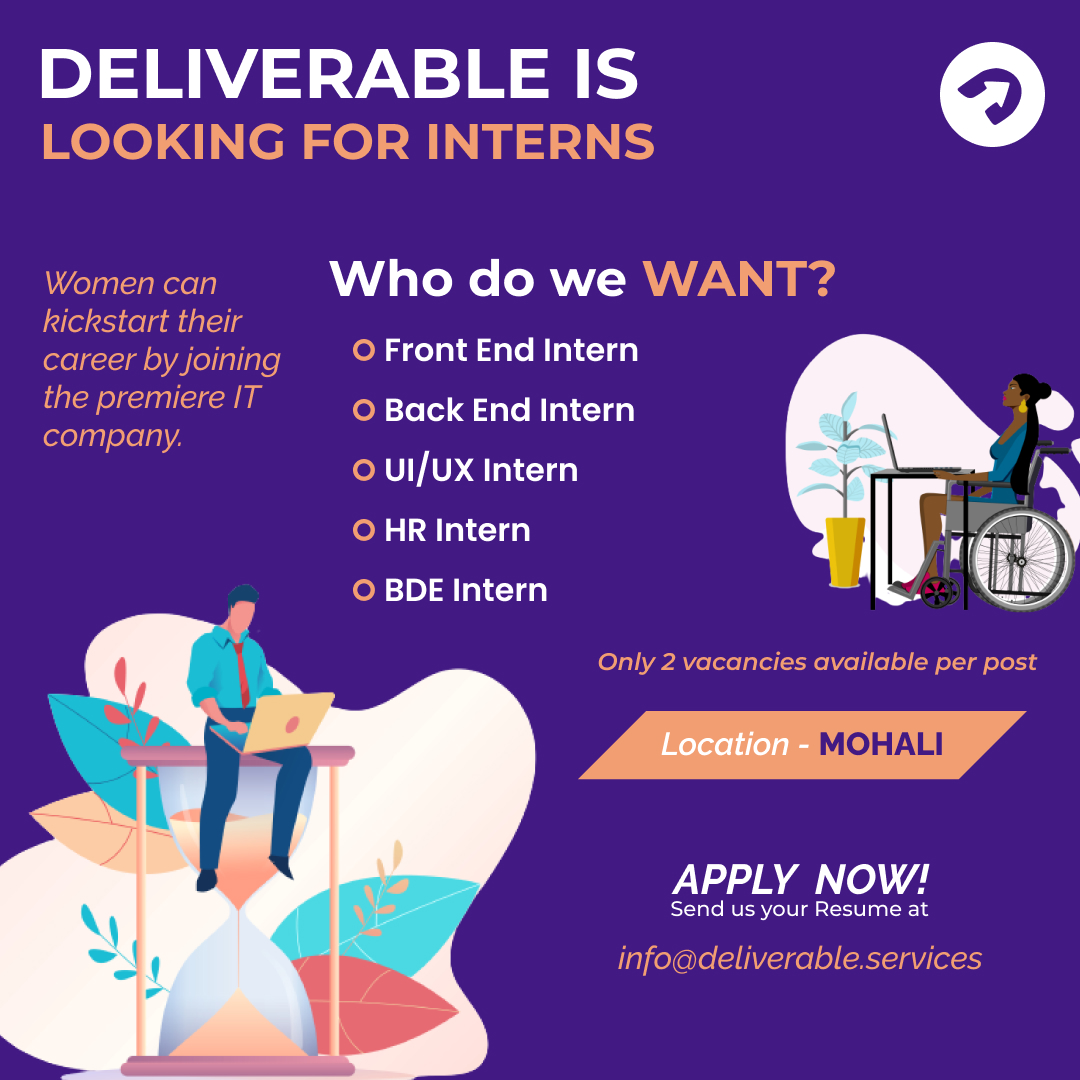 DELIVERABLE IS
LOOKING FOR INTERNS
Women can
kickstart their
career by joining
the premiere IT
company.
Who do we WANT?
Front End Intern
Back End Intern
UI/UX Intern
HR Intern
BDE Intern
Only 2 vacancies available per post
Location - MOHALI
APPLY NOW!
Send us your Resume at
info@deliverable.services